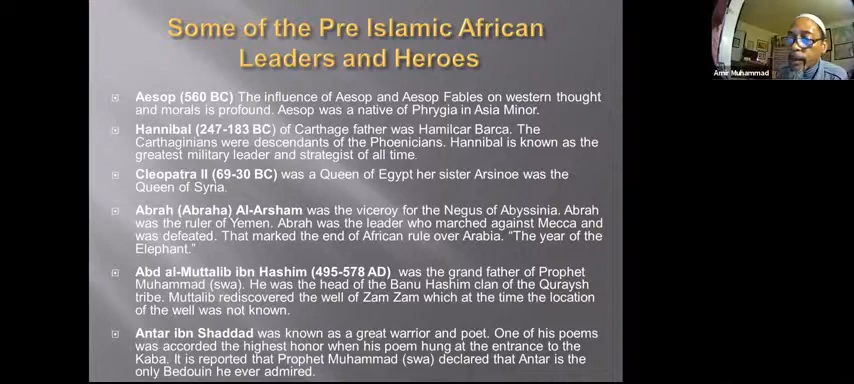 Some of the Pre Islamic African
Leaders and Heroes
Aesop (560 BC) The influence of Aesop and Aesop Fables on western thought
and morals is profound. Aesop was a native of Phrygia in Asia Minor.
Hannibal (247-183 BC) of Carthage father was Hamilcar Barca. The
Carthaginians were descendants of the Phoenicians. Hannibal is known as the
greatest military leader and strategist of all time.
Cleopatra II (69-30 BC) was a Queen of Egypt her sister Arsinoe was the
Queen of Syria.
Abrah (Abraha) Al-Arsham was the viceroy for the Negus of Abyssinia. Abrah
was the ruler of Yemen. Abrah was the leader who marched against Mecca and
was defeated. That marked the end of African rule over Arabia. “The year of the
Elephant.”
Abd al-Muttalib ibn Hashim (495-578 AD) was the grand father of Prophet
Muhammad (swa). He was the head of the Banu Hashim clan of the Quraysh
tribe. Muttalib rediscovered the well of Zam Zam which at the time the location
of the well was not known.
Antar ibn Shaddad was known as a great warrior and poet. One of his poems
was accorded the highest honor when his poem hung at the entrance to the
Kaba. It is reported that Prophet Muhammad (swa) declared that Antar is the
only Bedouin he ever admired.
Amir Muhammad